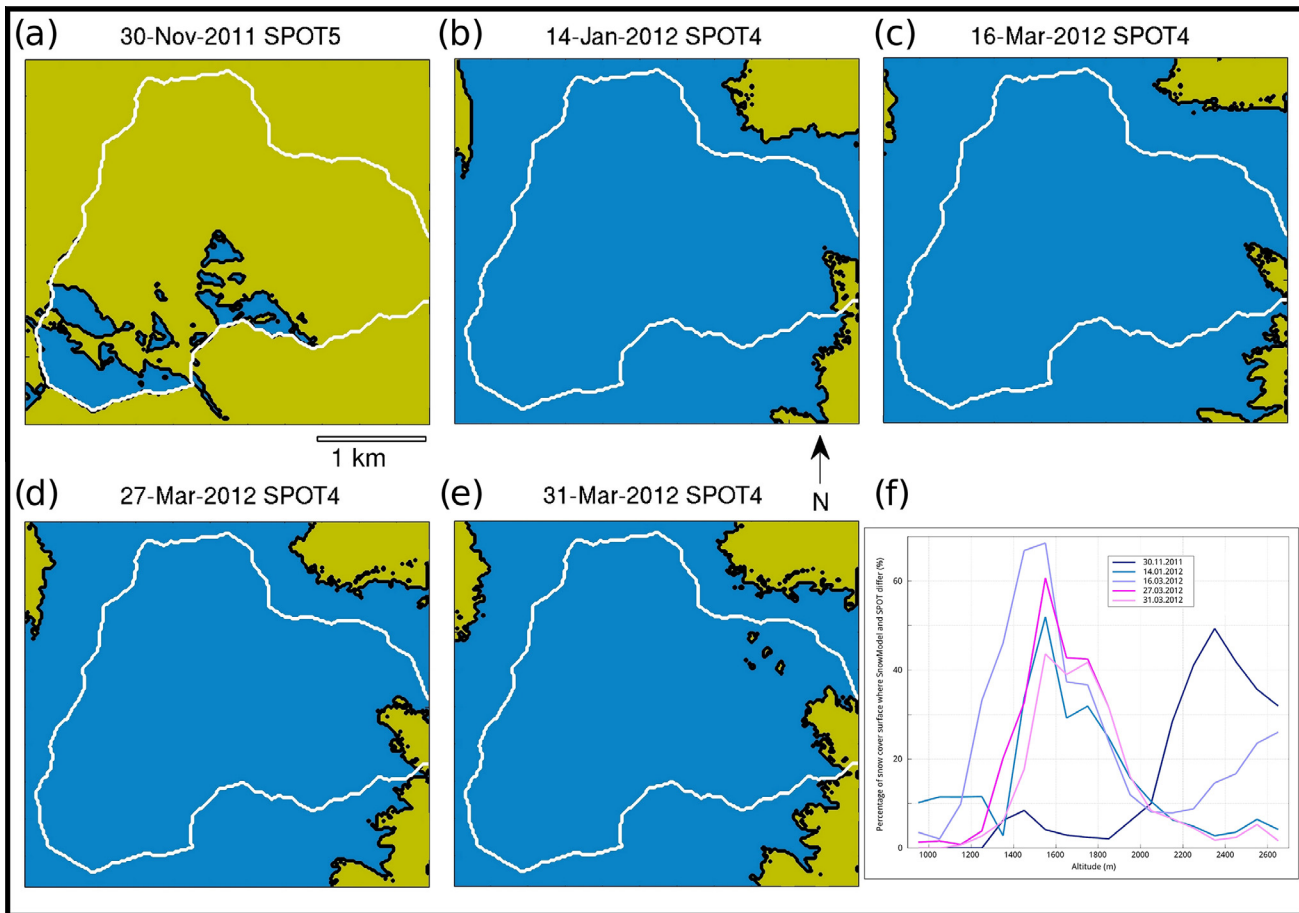 (a)
30-Nov-2011 SPOT5
(b)
14-Jan-2012 SPOT4
(c)
16-Mar-2012 SPOT4
1 km
N
(d)
27-Mar-2012 SPOT4
(e)
31-Mar-2012 SPOT4
(f)
Percentage of snow cover surface where SnowModel and SPOT differ (%)
60
40
20
0
30.11.2011
14.01.2012
16.03.2012
27.03.2012
31.03.2012
1000 1200 1400 1600 1800 2000 2200 2400 2600
Altitude (m)